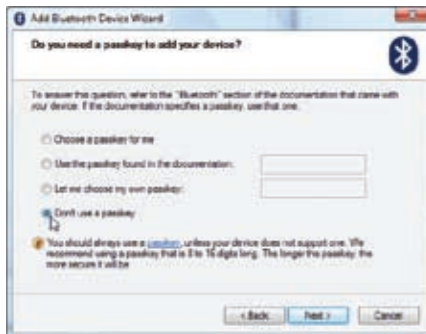 Add Bluetooth Device Wizard
Do you need a passkey to add your device?
To answer this question, refer to the "Bluetooth" section of the documentation that came with
your device. If the documentation specifies a passkey, use that one.
Choose a passkey for me
Use the passkey found in the documentation:
Let me choose my own passkey:
Don't use a passkey
You should always use a passkey, unless your device does not support one. We
recommend using a passkey that is 8 to 16 digits long. The longer the passkey, the
more secure it will be.
< Back
Next >
Cancel